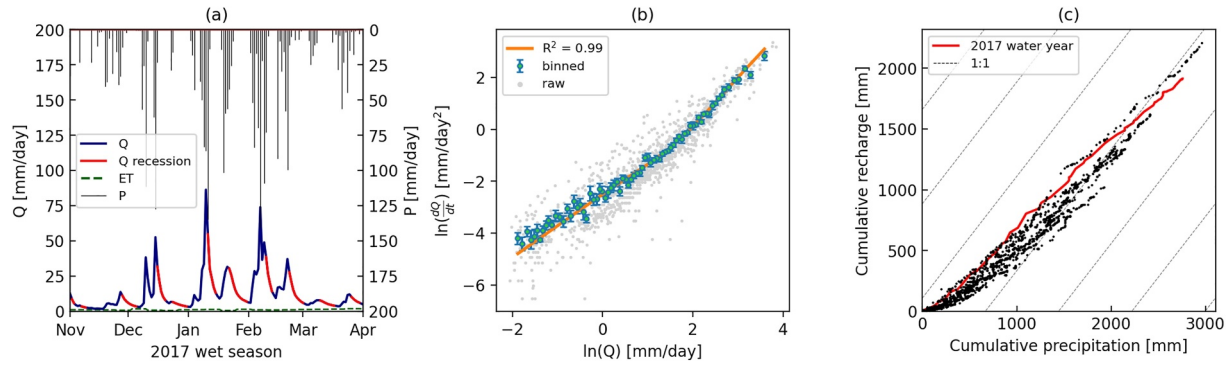 (a)
Q [mm/day]
200
175
150
125
100
75
50
25
0
Q
Q recession
ET
P
0
25
50
75
100
125
150
175
200
P [mm/day]
Nov Dec Jan Feb Mar Apr
2017 wet season
(b)
ln(dQ/dt) [mm/day²]
2
0
−2
−4
−6
R² = 0.99
binned
raw
−2 0 2 4
ln(Q) [mm/day]
(c)
Cumulative recharge [mm]
2000
1500
1000
500
0
2017 water year
1:1
0 1000 2000 3000
Cumulative precipitation [mm]